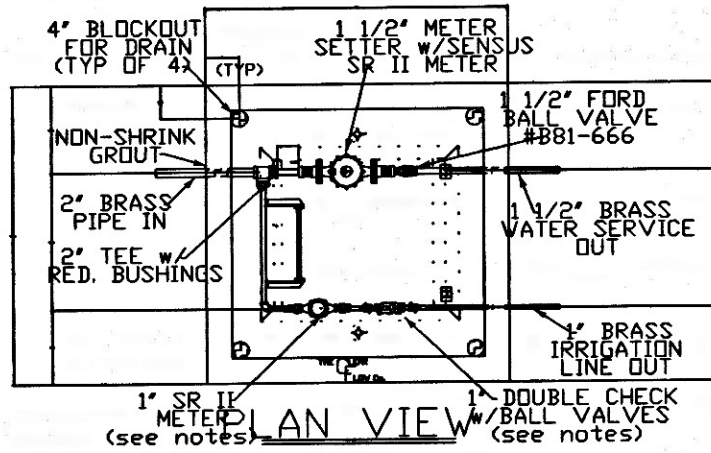 4" BLOCKOUT
FOR DRAIN
(TYP OF 4)
(TYP)
1 1/2" METER
SETTER w/SENSUS
SR II METER
1 1/2" FORD
BALL VALVE
#B81-666
NON-SHRINK
GROUT
2" BRASS
PIPE IN
1 1/2" BRASS
WATER SERVICE
OUT
2" TEE w/
RED. BUSHINGS
1" BRASS
IRRIGATION
LINE OUT
1" SR II
METER
(see notes)
PLAN VIEW
1" DOUBLE CHECK
w/BALL VALVES
(see notes)